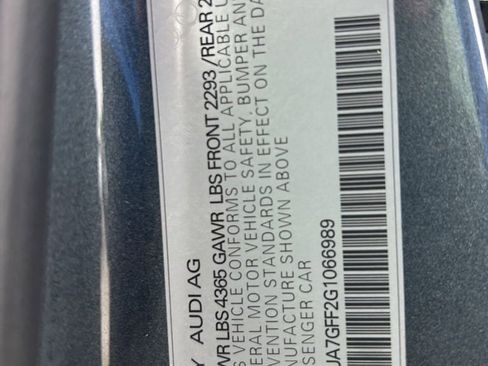 Y AUDI AG
WR LBS 4365 GAWR LBS FRONT 2293 /REAR 2
S VEHICLE CONFORMS TO ALL APPLICABLE
ERAL MOTOR VEHICLE SAFETY, BUMPER AN
VENTION STANDARDS IN EFFECT ON THE DA
NUFACTURE SHOWN ABOVE
SENGER CAR
UA7GFF2G1066989